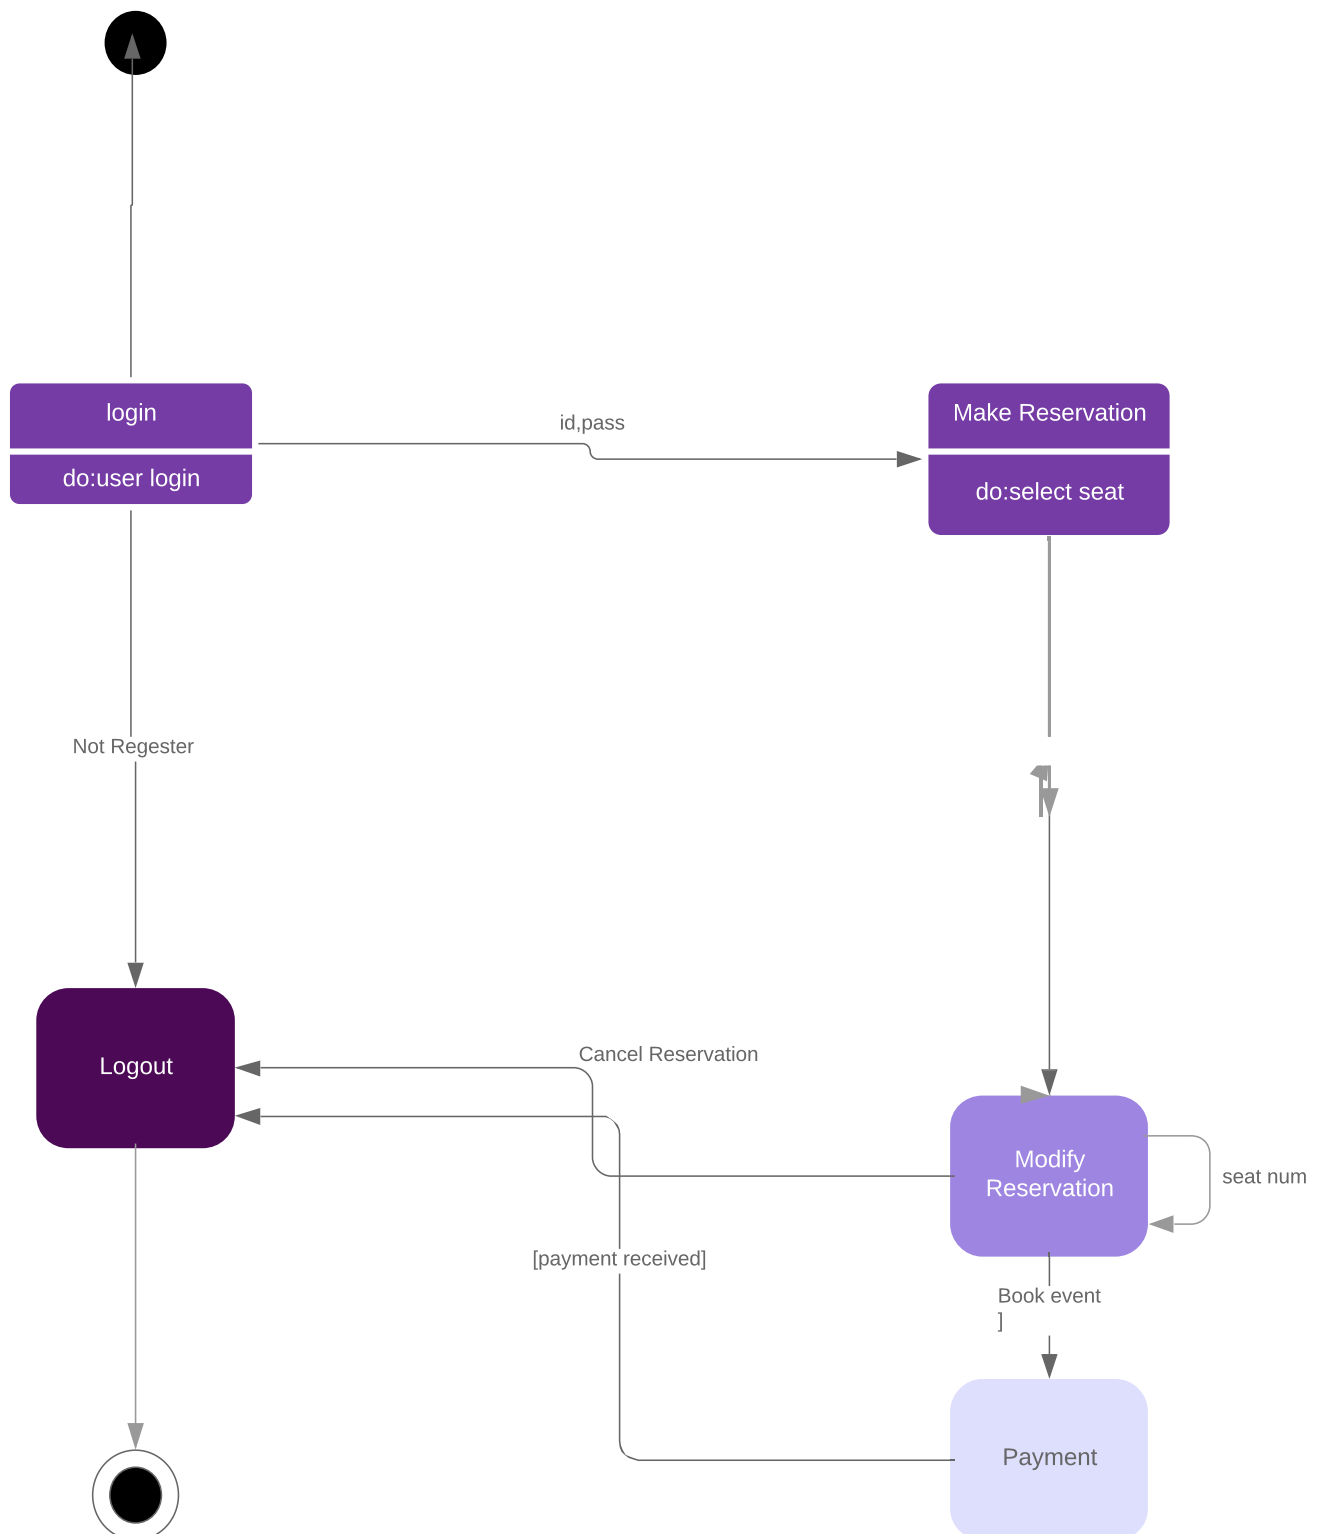 login
do:user login
id,pass
Make Reservation
do:select seat
Not Regester
Logout
Cancel Reservation
Modify
Reservation
seat num
[payment received]
Book event
]
Payment